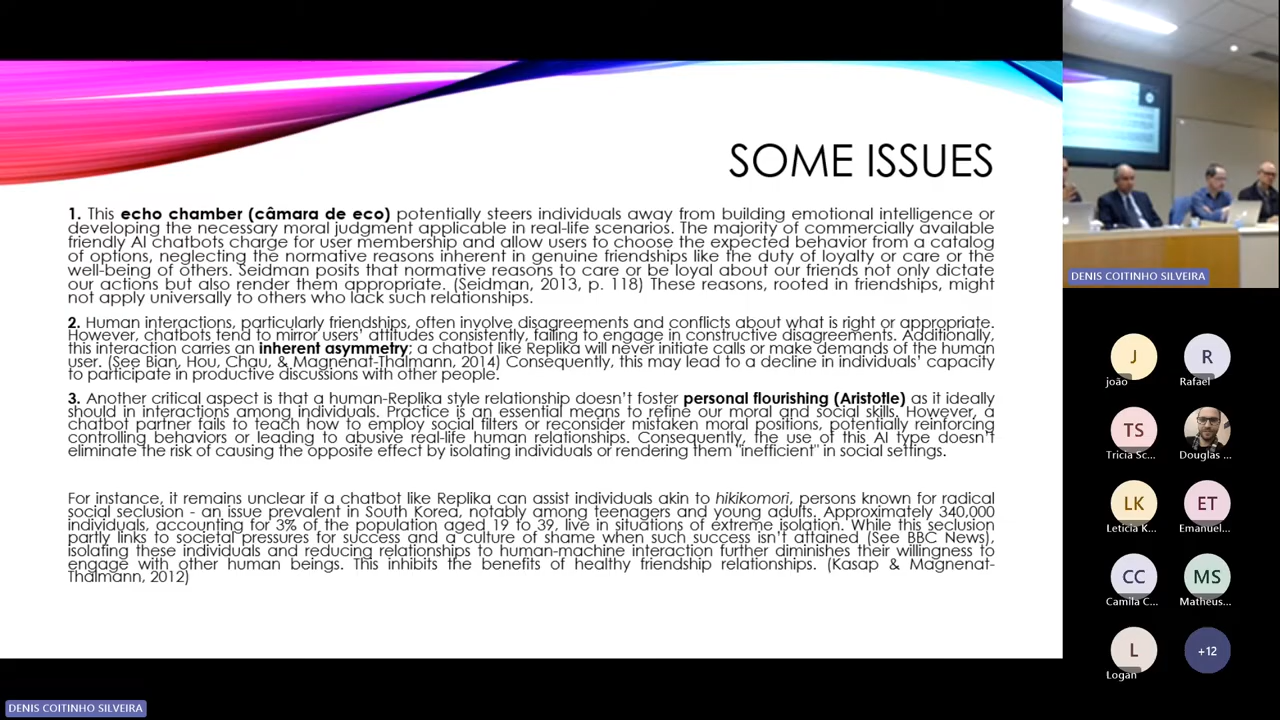 SOME ISSUES
1. This echo chamber (câmara de eco) potentially steers individuals away from building emotional intelligence or
developing the necessary moral judgment applicable in real-life scenarios. The majority of commercially available
friendly AI chatbots charge for user membership and allow users to choose the expected behavior from a catalog
of options, neglecting the normative reasons inherent in genuine friendships like the duty of loyalty or care or the
well-being of others. Seidman posits that normative reasons to care or be loyal about our friends not only dictate
our actions but also render them appropriate. (Seidman, 2013, p. 118) These reasons, rooted in friendships, might
not apply universally to others who lack such relationships.
2. Human interactions, particularly friendships, often involve disagreements and conflicts about what is right or appropriate.
However, chatbots tend to mirror users' attitudes consistently, failing to engage in constructive disagreements. Additionally,
this interaction carries an inherent asymmetry; a chatbot like Replika will never initiate calls or make demands of the human
user. (See Bian, Hou, Chau, & Magnenat-Thalmann, 2014) Consequently, this may lead to a decline in individuals' capacity
to participate in productive discussions with other people.
3. Another critical aspect is that a human-Replika style relationship doesn't foster personal flourishing (Aristotle) as it ideally
should in interactions among individuals. Practice is an essential means to refine our moral and social skills. However, a
chatbot partner fails to teach how to employ social filters or reconsider mistaken moral positions, potentially reinforcing
controlling behaviors or leading to abusive real-life human relationships. Consequently, the use of this AI type doesn't
eliminate the risk of causing the opposite effect by isolating individuals or rendering them "inefficient" in social settings.
For instance, it remains unclear if a chatbot like Replika can assist individuals akin to hikikomori, persons known for radical
social seclusion - an issue prevalent in South Korea, notably among teenagers and young adults. Approximately 340,000
individuals, accounting for 3% of the population aged 19 to 39, live in situations of extreme isolation. While this seclusion
partly links to societal pressures for success and a culture of shame when such success isn't attained (See BBC News),
isolating these individuals and reducing relationships to human-machine interaction further diminishes their willingness to
engage with other human beings. This inhibits the benefits of healthy friendship relationships. (Kasap & Magnenat-
Thalmann, 2012)
DENIS COITINHO SILVEIRA
J
R
joão
Rafael
TS
Tricia Sc...
Douglas ...
LK
ET
Leticia K...
Emanuel...
CC
MS
Camila C...
Matheus...
L
+12
Logan
DENIS COITINHO SILVEIRA